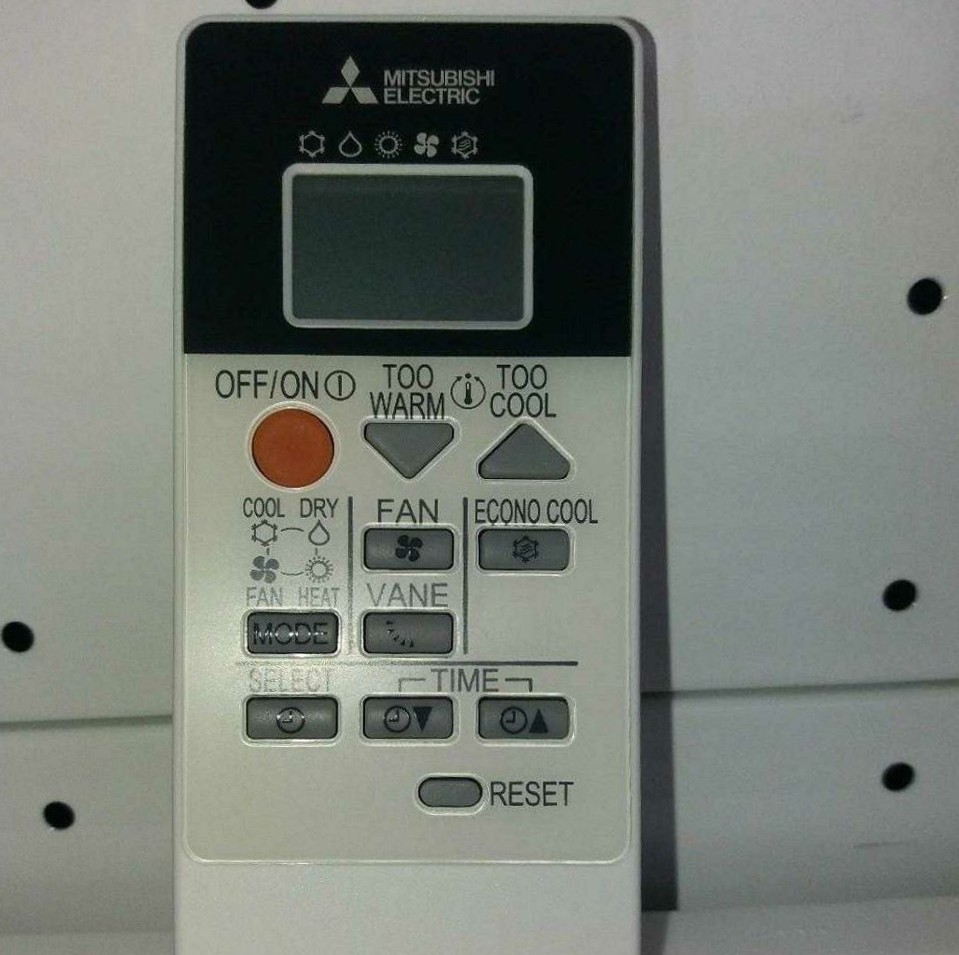 MITSUBISHI
ELECTRIC
OFF/ON
TOO WARM
TOO COOL
COOL DRY
FAN HEAT
MODE
FAN
ECONO COOL
VANE
SELECT
TIME
RESET